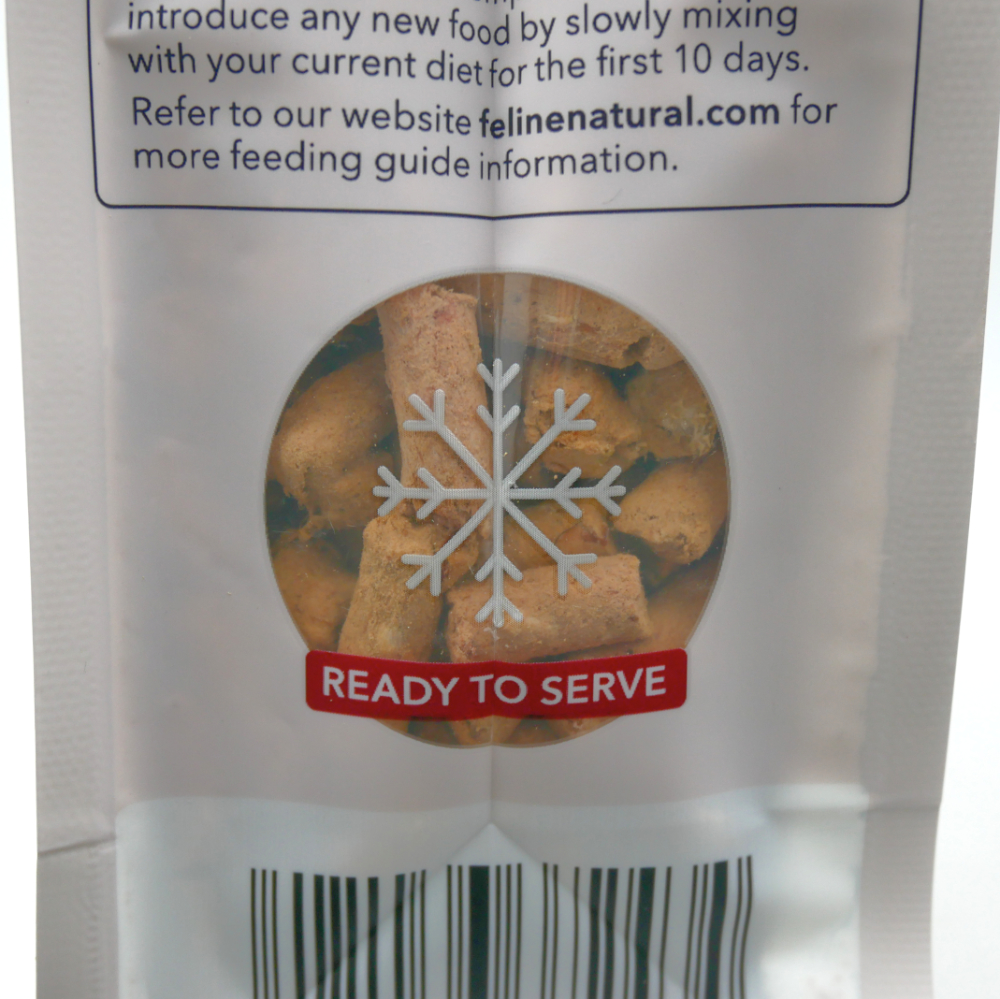 introduce any new food by slowly mixing
with your current diet for the first 10 days.
Refer to our website felinenatural.com for
more feeding guide information.
READY TO SERVE